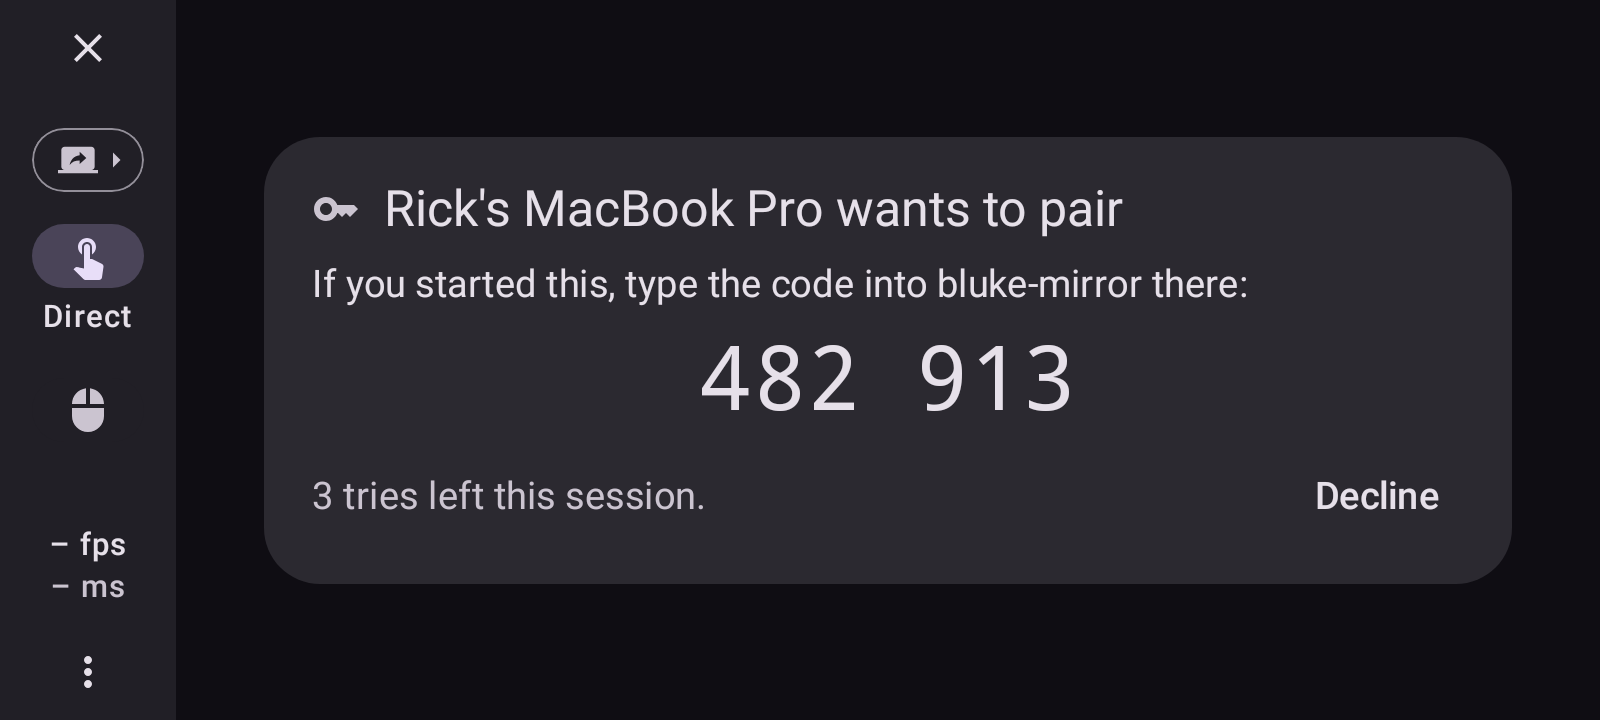 Rick's MacBook Pro wants to pair
If you started this, type the code into bluke-mirror there:
482 913
3 tries left this session.
Decline
Direct
– fps
– ms